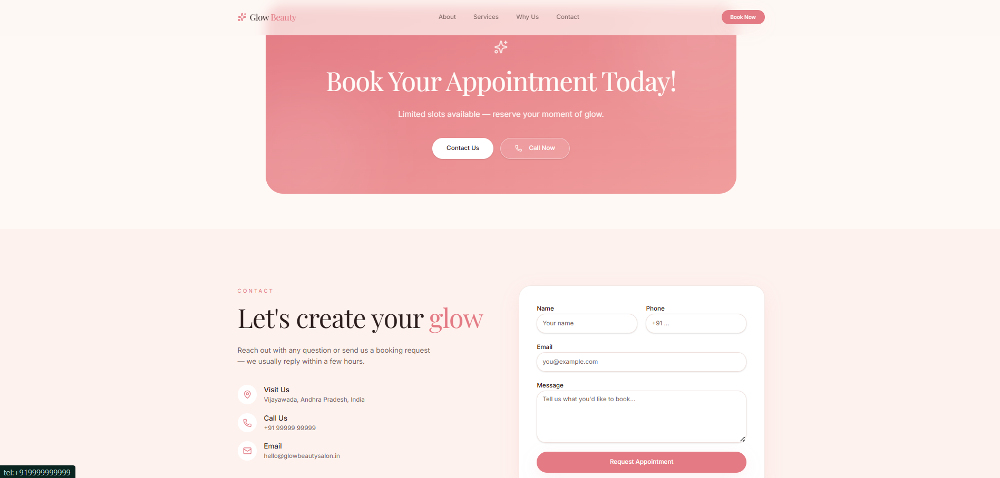 Glow Beauty
About
Services
Why Us
Contact
Book Now
Book Your Appointment Today!
Limited slots available — reserve your moment of glow.
Contact Us
Call Now
CONTACT
Let's create your glow
Reach out with any question or send us a booking request
— we usually reply within a few hours.
Visit Us
Vijayawada, Andhra Pradesh, India
Call Us
+91 99999 99999
Email
hello@glowbeautysalon.in
Name
Phone
Your name
+91 ...
Email
you@example.com
Message
Tell us what you'd like to book...
Request Appointment
tel:+919999999999